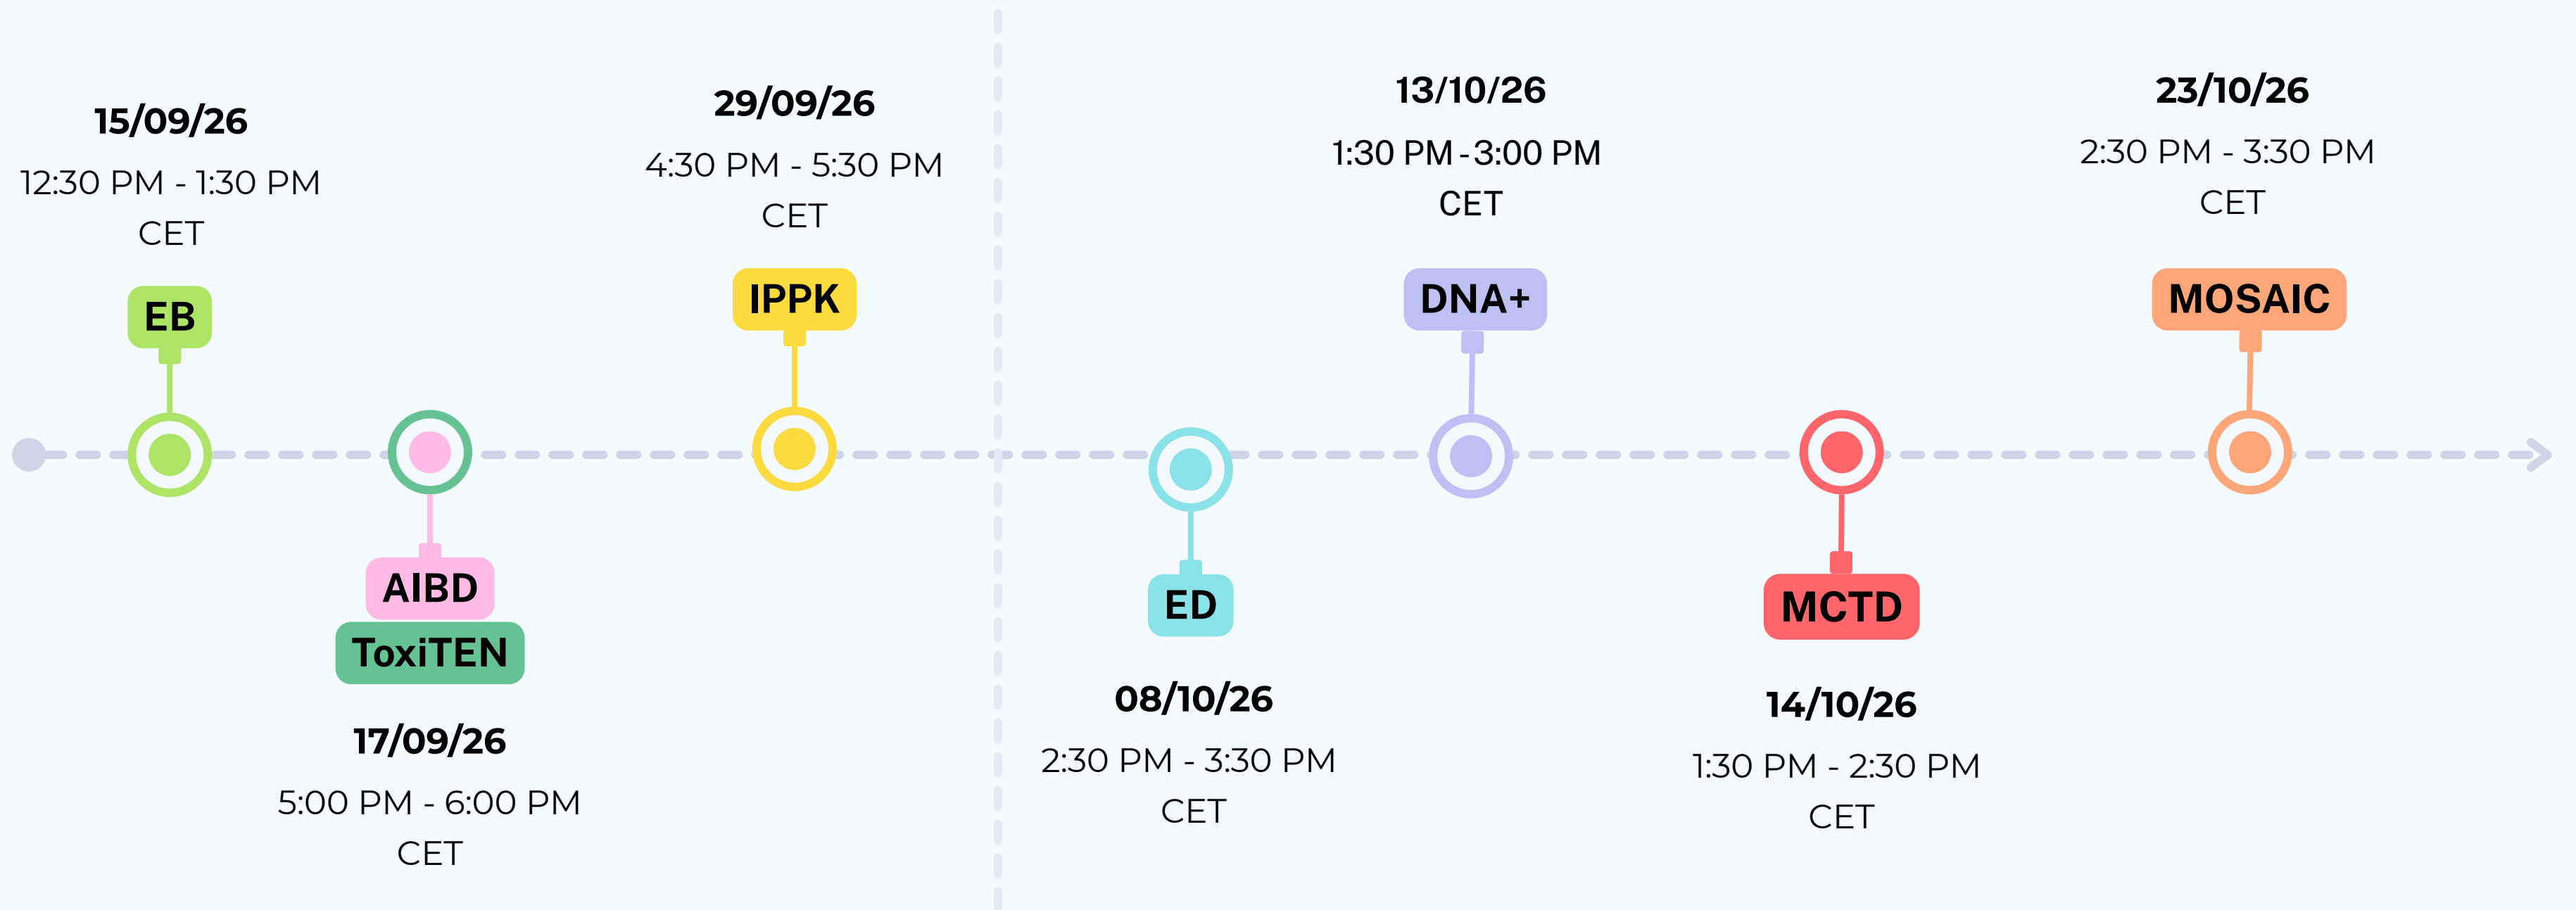 15/09/26
12:30 PM - 1:30 PM
CET
EB
AIBD
ToxiTEN
17/09/26
5:00 PM - 6:00 PM
CET
29/09/26
4:30 PM - 5:30 PM
CET
IPPK
ED
08/10/26
2:30 PM - 3:30 PM
CET
13/10/26
1:30 PM - 3:00 PM
CET
DNA+
MCTD
14/10/26
1:30 PM - 2:30 PM
CET
23/10/26
2:30 PM - 3:30 PM
CET
MOSAIC